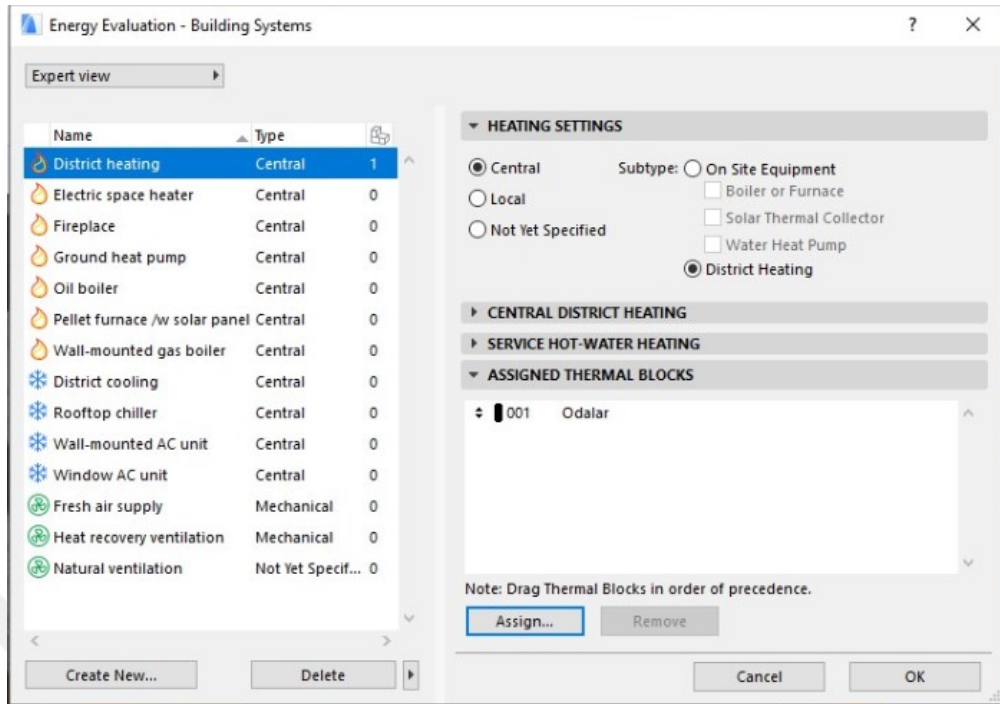 Energy Evaluation - Building Systems
Expert view
Name Type
District heating Central 1
Electric space heater Central 0
Fireplace Central 0
Ground heat pump Central 0
Oil boiler Central 0
Pellet furnace /w solar panel Central 0
Wall-mounted gas boiler Central 0
District cooling Central 0
Rooftop chiller Central 0
Wall-mounted AC unit Central 0
Window AC unit Central 0
Fresh air supply Mechanical 0
Heat recovery ventilation Mechanical 0
Natural ventilation Not Yet Specif... 0
Create New... Delete
HEATING SETTINGS
Central Subtype: On Site Equipment
Boiler or Furnace
Local
Solar Thermal Collector
Not Yet Specified
Water Heat Pump
District Heating
CENTRAL DISTRICT HEATING
SERVICE HOT-WATER HEATING
ASSIGNED THERMAL BLOCKS
001 Odalar
Note: Drag Thermal Blocks in order of precedence.
Assign... Remove
Cancel OK